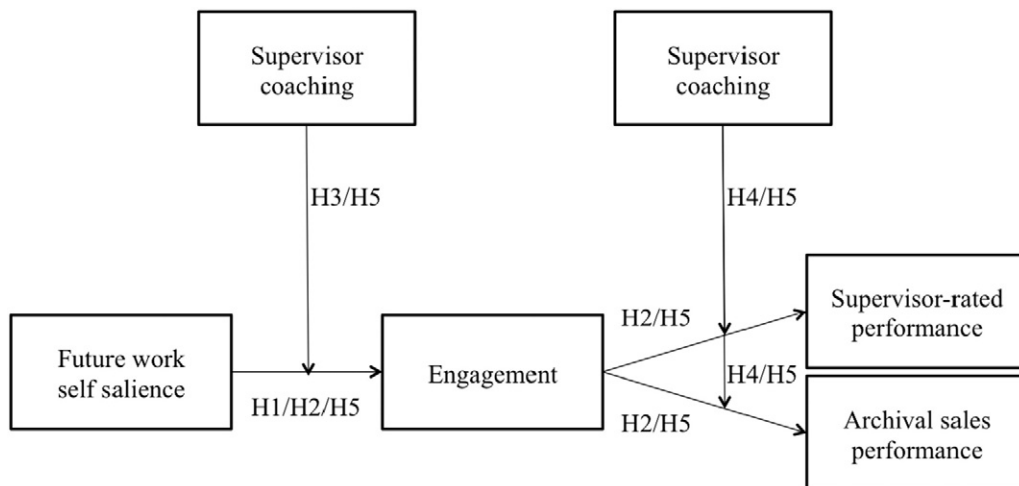 Supervisor
coaching
Supervisor
coaching
H3/H5
H4/H5
Future work
self salience
H1/H2/H5
Engagement
H2/H5
H4/H5
H2/H5
Supervisor-rated
performance
Archival sales
performance